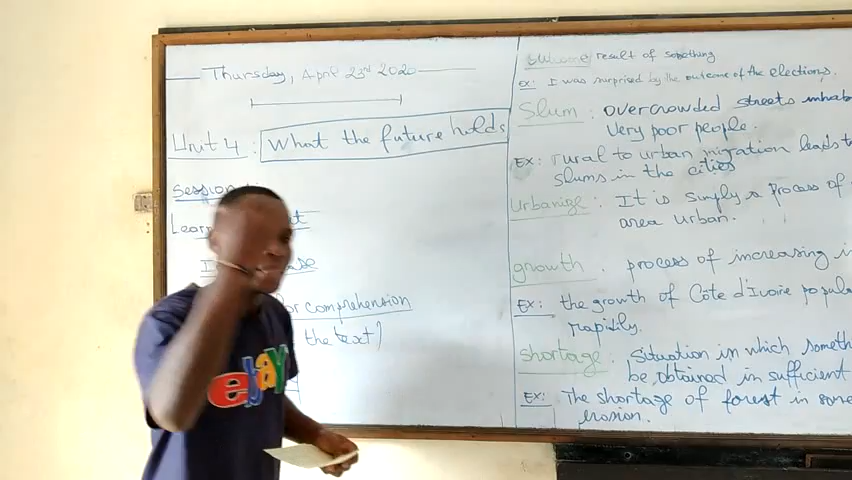 Thursday, April 23rd 2020
Unit 4: What the future holds
Session
Lear
or comprehension
the text?
outcome result of something
ex: I was surprised by the outcome of the elections.
Slum: overcrowded streets inhab
very poor people.
Ex: rural to urban migration leads t
slums in the cities
Urbanize: It is simply a process of
area urban.
growth: process of increasing in
Ex: the growth of Côte d'Ivoire popula
rapidly.
shortage: situation in which someth
be obtained in sufficient
Ex: The shortage of forest in some
erosion.
ebay